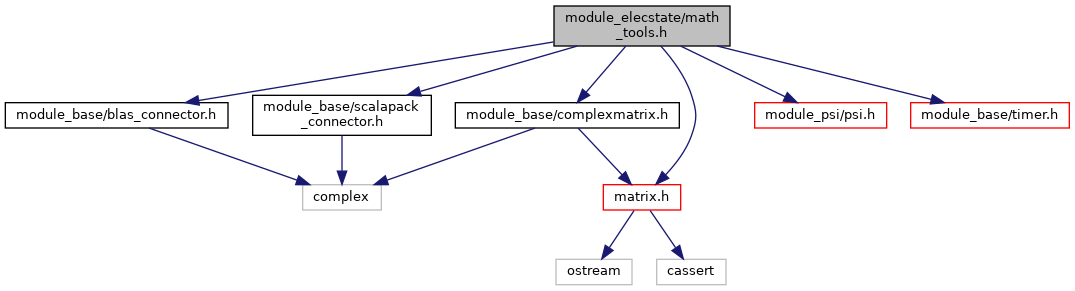 module_elecstate/math
_tools.h
module_base/blas_connector.h
module_base/scalapack
_connector.h
module_base/complexmatrix.h
module_psi/psi.h
module_base/timer.h
complex
matrix.h
ostream
cassert